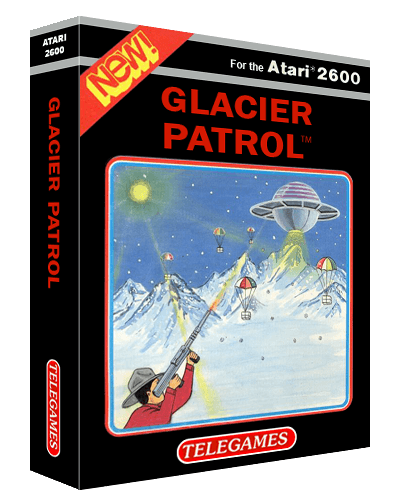 ATARI
2600
GLACIER PATROL
TELEGAMES
NEW!
For the Atari® 2600
GLACIER
PATROL™
TELEGAMES